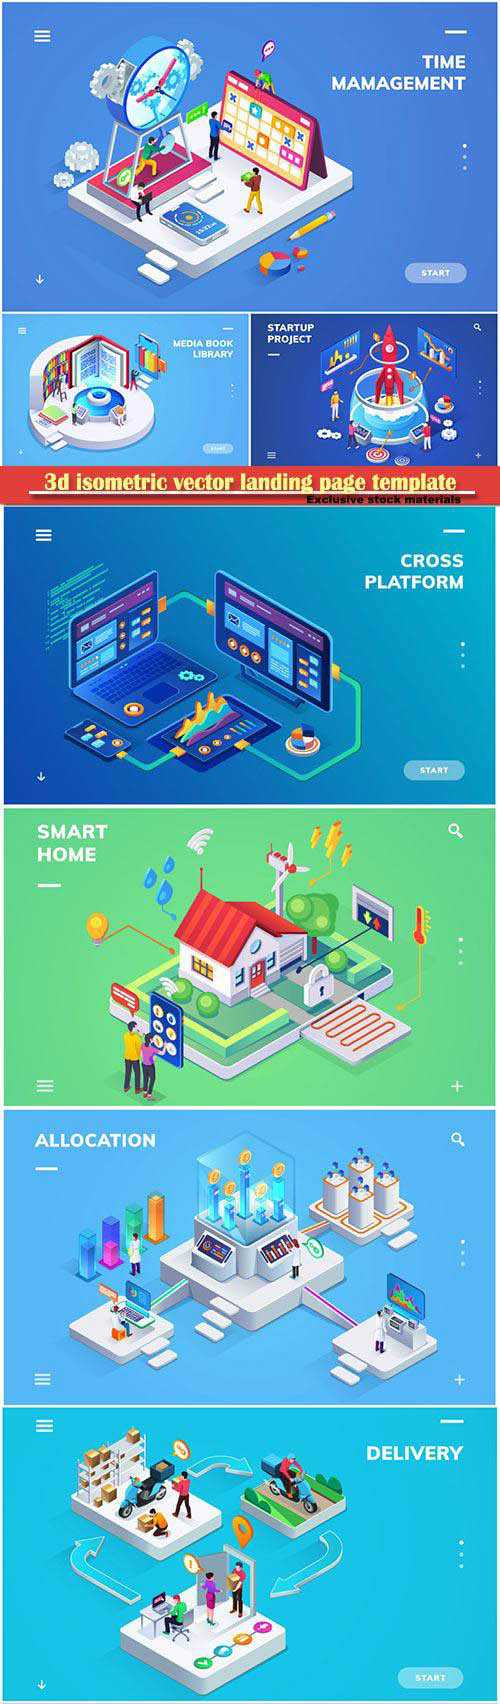 TIME
MAMAGEMENT
START
MEDIA BOOK
LIBRARY
START
STARTUP
PROJECT
3d isometric vector landing page template
Exclusive stock materials
CROSS
PLATFORM
START
SMART
HOME
ALLOCATION
DELIVERY
START